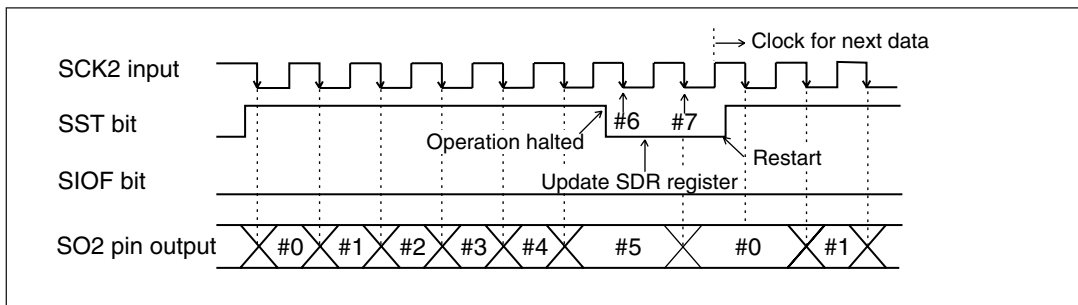 Clock for next data
SCK2 input
SST bit
#6
#7
Operation halted
Restart
Update SDR register
SIOF bit
SO2 pin output
#0
#1
#2
#3
#4
#5
#0
#1